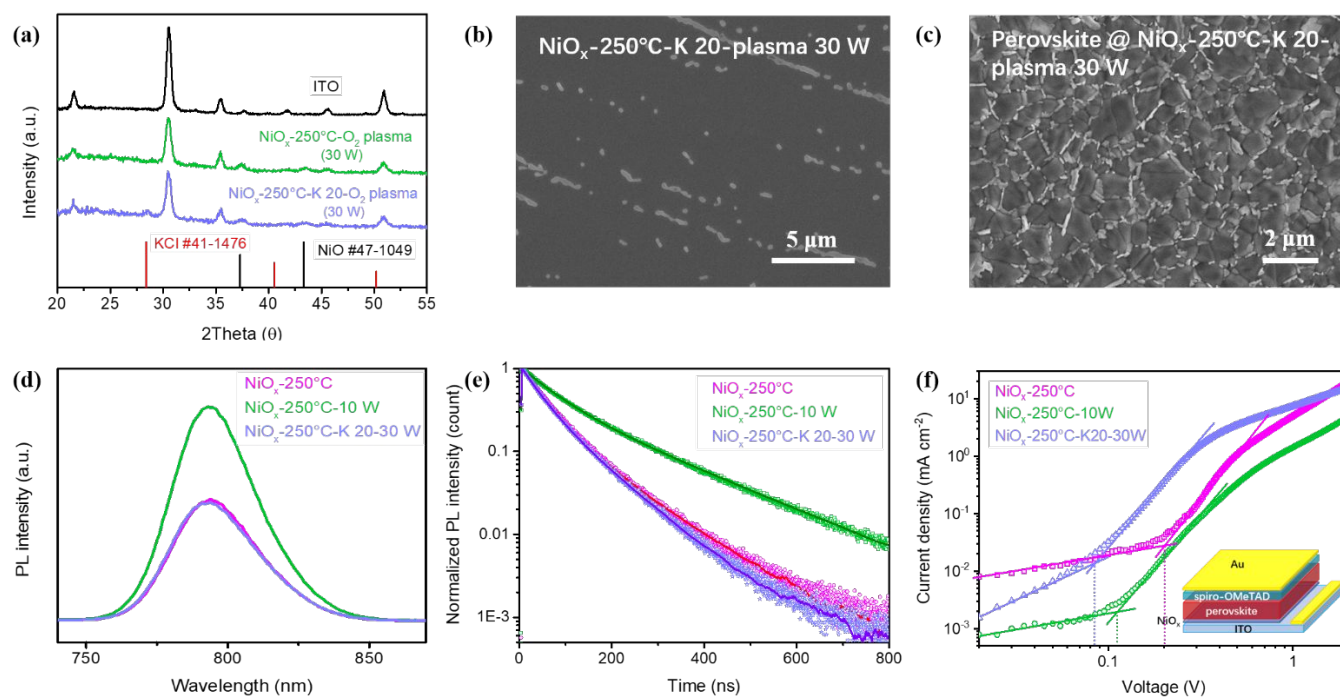 (a)
ITO
NiOₓ-250°C-O₂ plasma
(30 W)
NiOₓ-250°C-K 20-O₂ plasma
(30 W)
KCl #41-1476
NiO #47-1049
Intensity (a.u.)
20 25 30 35 40 45 50 55
2Theta (θ)
(b)
NiOₓ-250°C-K 20-plasma 30 W
5 μm
(c)
Perovskite @ NiOₓ-250°C-K 20-
plasma 30 W
2 μm
(d)
NiOₓ-250°C
NiOₓ-250°C-10 W
NiOₓ-250°C-K 20-30 W
PL intensity (a.u.)
750 800 850
Wavelength (nm)
(e)
NiOₓ-250°C
NiOₓ-250°C-10 W
NiOₓ-250°C-K 20-30 W
Normalized PL intensity (count)
1
0.1
0.01
1E-3
0 200 400 600 800
Time (ns)
(f)
NiOₓ-250°C
NiOₓ-250°C-10W
NiOₓ-250°C-K20-30W
Current density (mA cm⁻²)
10¹
10⁰
10⁻¹
10⁻²
10⁻³
Au
spiro-OMeTAD
perovskite
NiOₓ
ITO
0.1 1
Voltage (V)